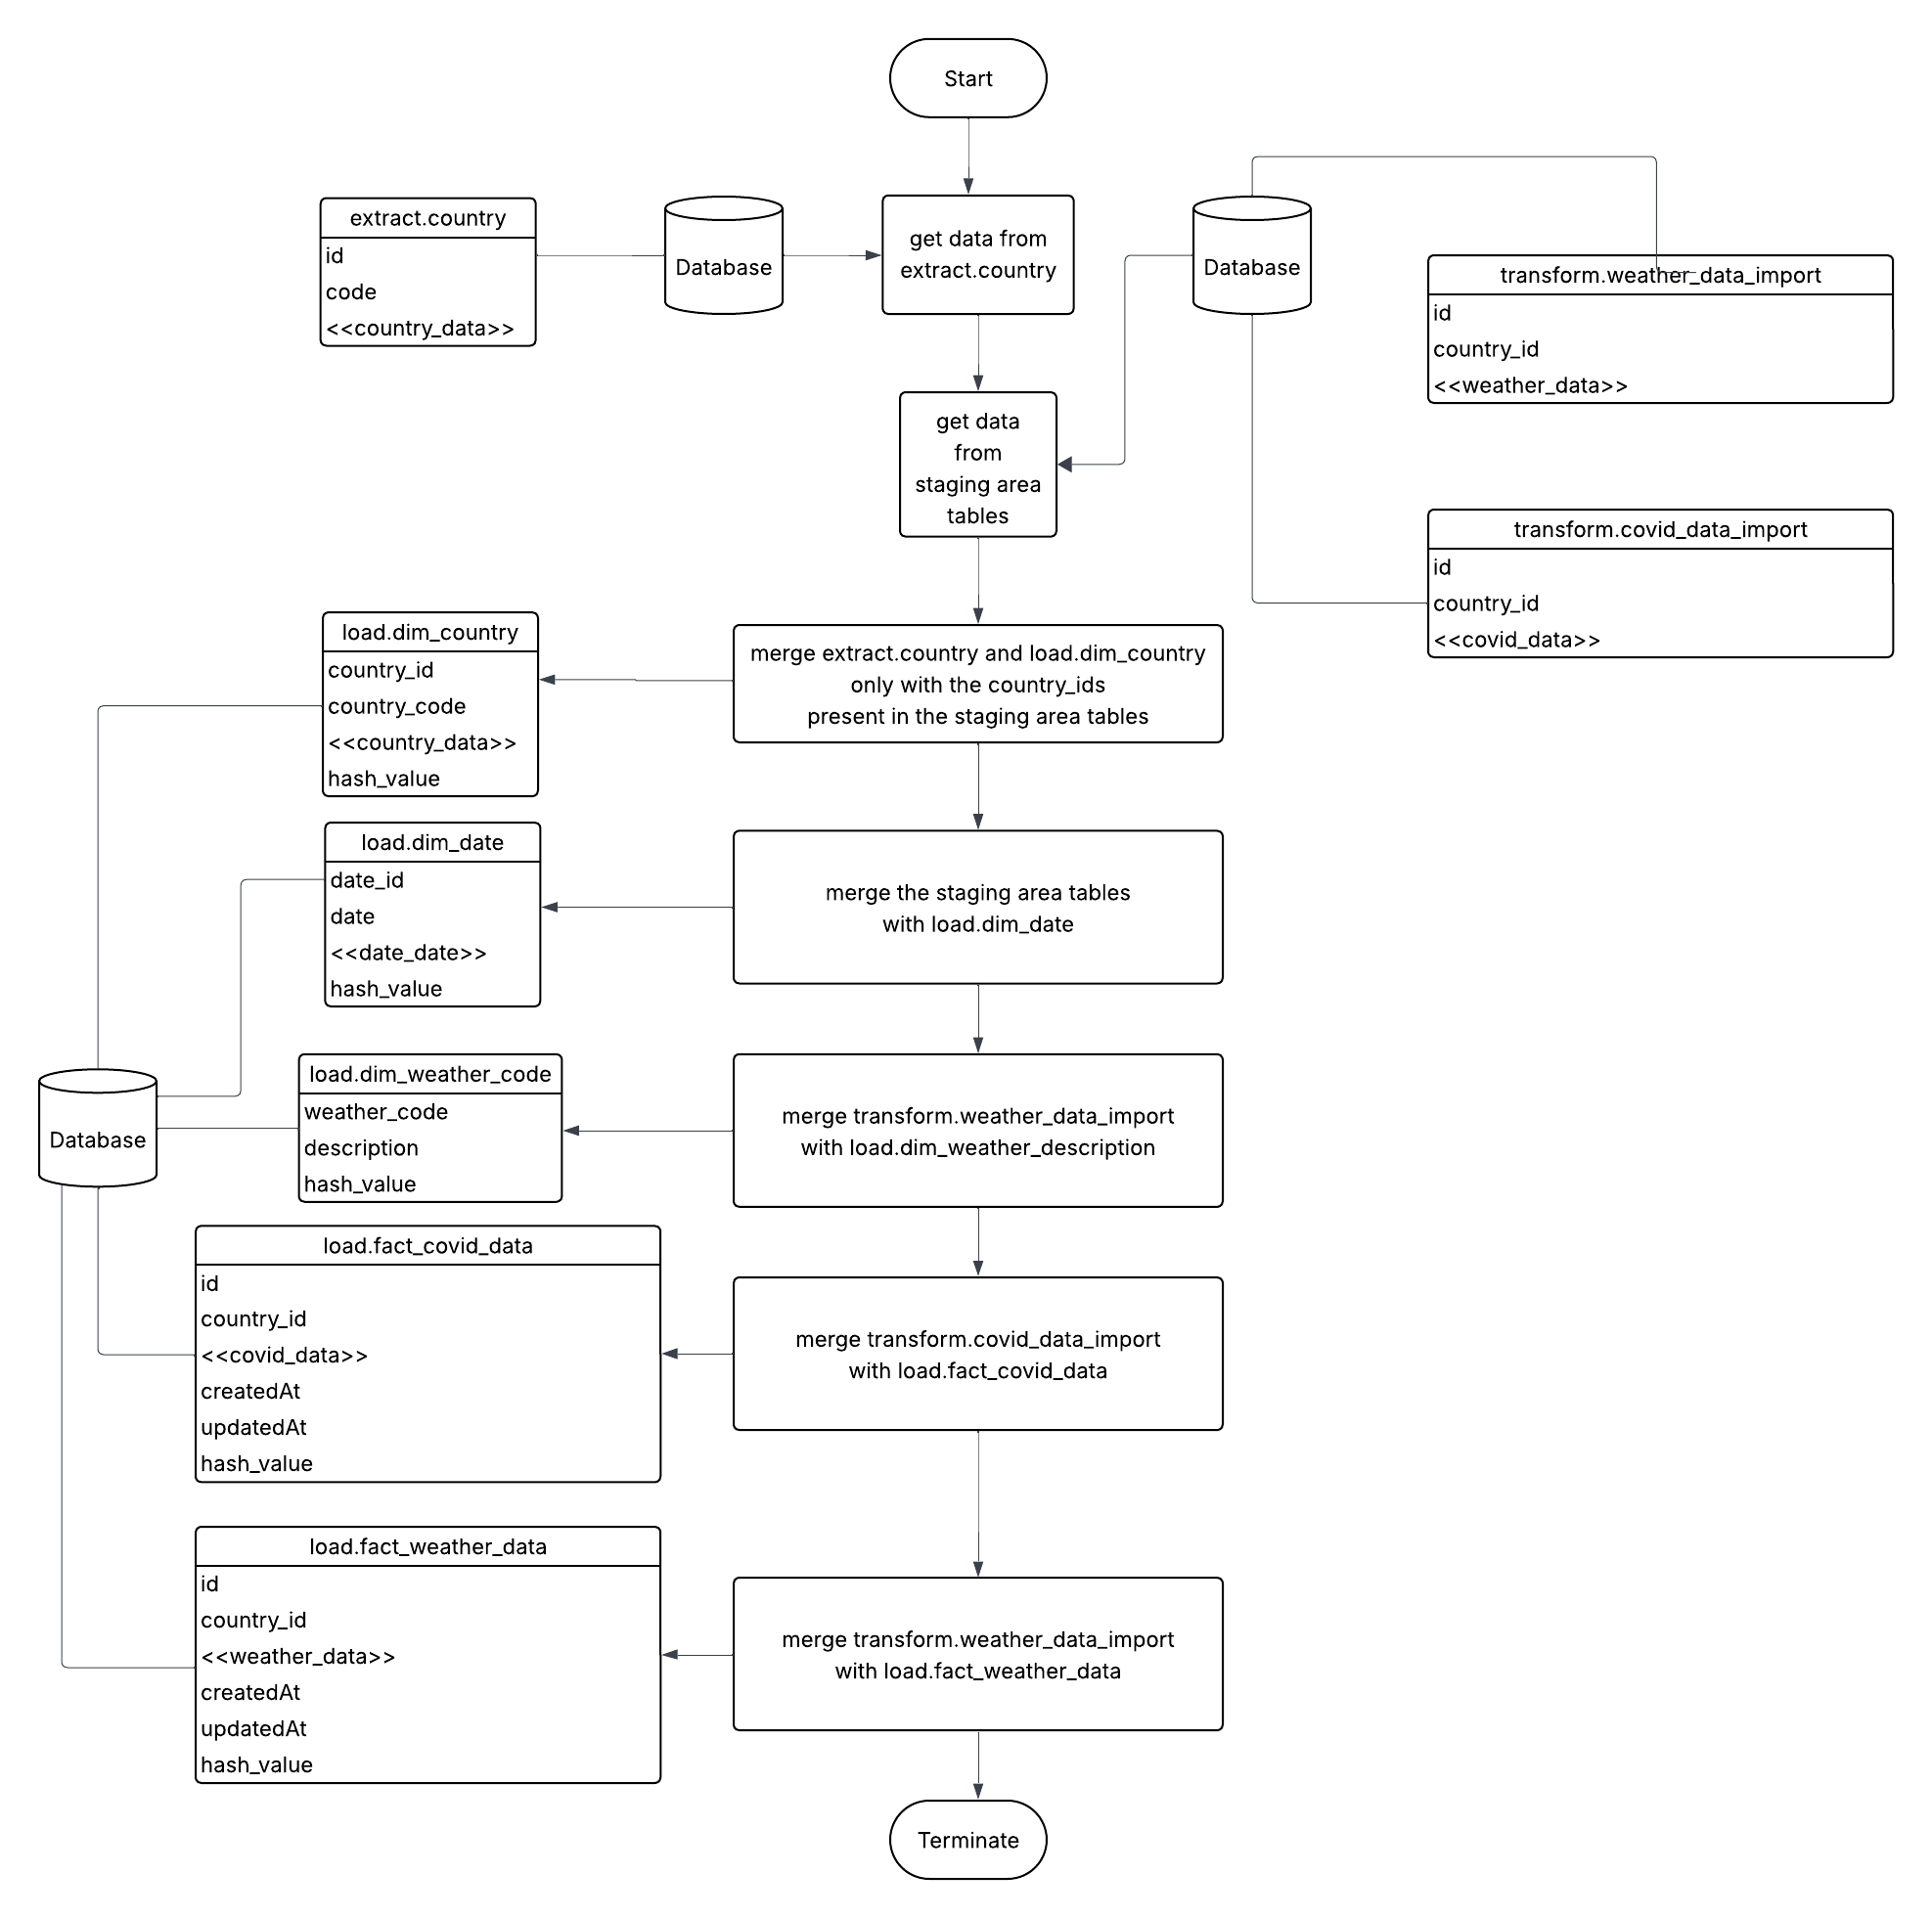 Start
extract.country
id
code
<<country_data>>
Database
get data from
extract.country
Database
transform.weather_data_import
id
country_id
<<weather_data>>
get data
from
staging area
tables
transform.covid_data_import
id
country_id
<<covid_data>>
load.dim_country
country_id
country_code
<<country_data>>
hash_value
merge extract.country and load.dim_country
only with the country_ids
present in the staging area tables
load.dim_date
date_id
date
<<date_date>>
hash_value
merge the staging area tables
with load.dim_date
Database
load.dim_weather_code
weather_code
description
hash_value
merge transform.weather_data_import
with load.dim_weather_description
load.fact_covid_data
id
country_id
<<covid_data>>
createdAt
updatedAt
hash_value
merge transform.covid_data_import
with load.fact_covid_data
load.fact_weather_data
id
country_id
<<weather_data>>
createdAt
updatedAt
hash_value
merge transform.weather_data_import
with load.fact_weather_data
Terminate